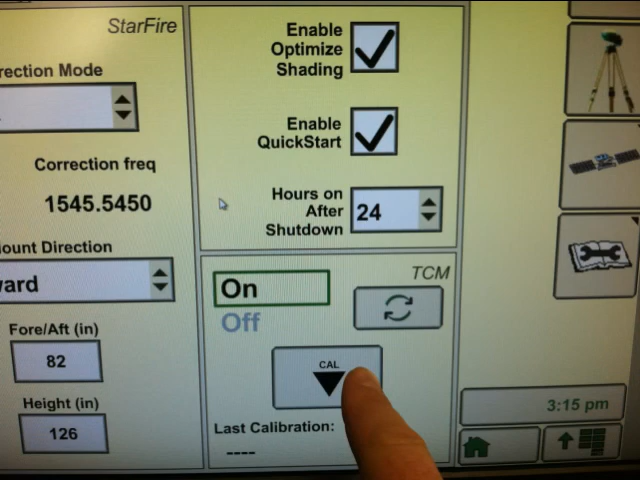 StarFire
rection Mode
Correction freq
1545.5450
ount Direction
ward
Fore/Aft (in)
82
Height (in)
126
Enable
Optimize
Shading
Enable
QuickStart
Hours on
After
Shutdown
24
TCM
On
Off
CAL
Last Calibration:
----
3:15 pm